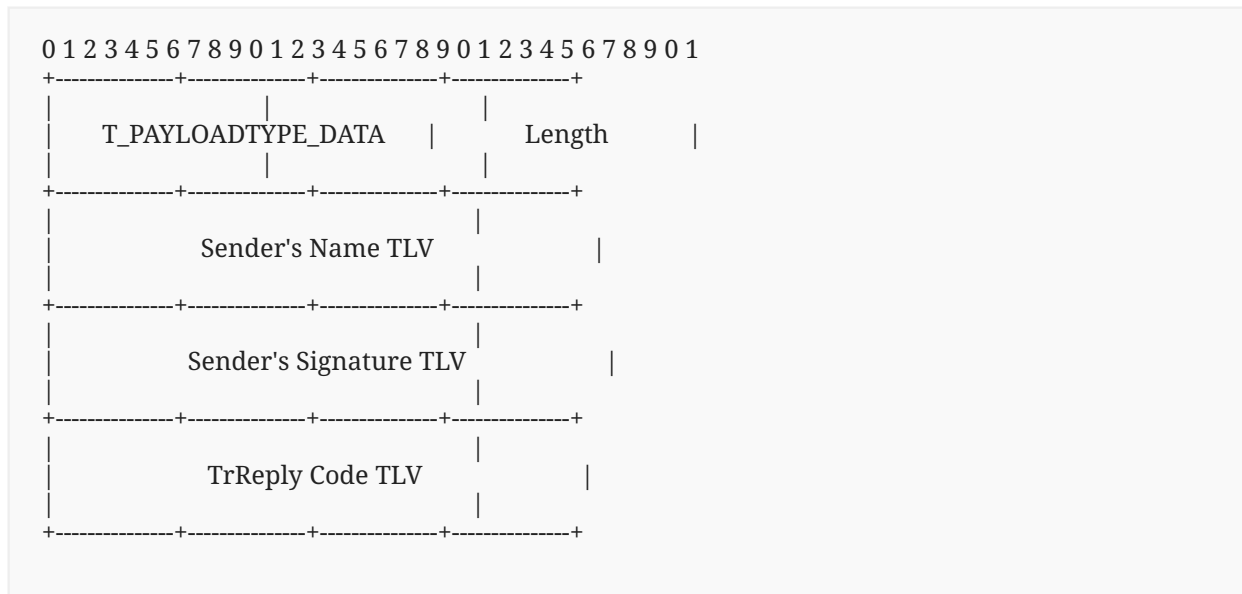 0 1 2 3 4 5 6 7 8 9 0 1 2 3 4 5 6 7 8 9 0 1 2 3 4 5 6 7 8 9 0 1
+---------------+---------------+---------------+---------------+
| | |
| T_PAYLOADTYPE_DATA | Length |
| | |
+---------------+---------------+---------------+---------------+
| |
| Sender's Name TLV |
| |
+---------------+---------------+---------------+---------------+
| |
| Sender's Signature TLV |
| |
+---------------+---------------+---------------+---------------+
| |
| TrReply Code TLV |
| |
+---------------+---------------+---------------+---------------+